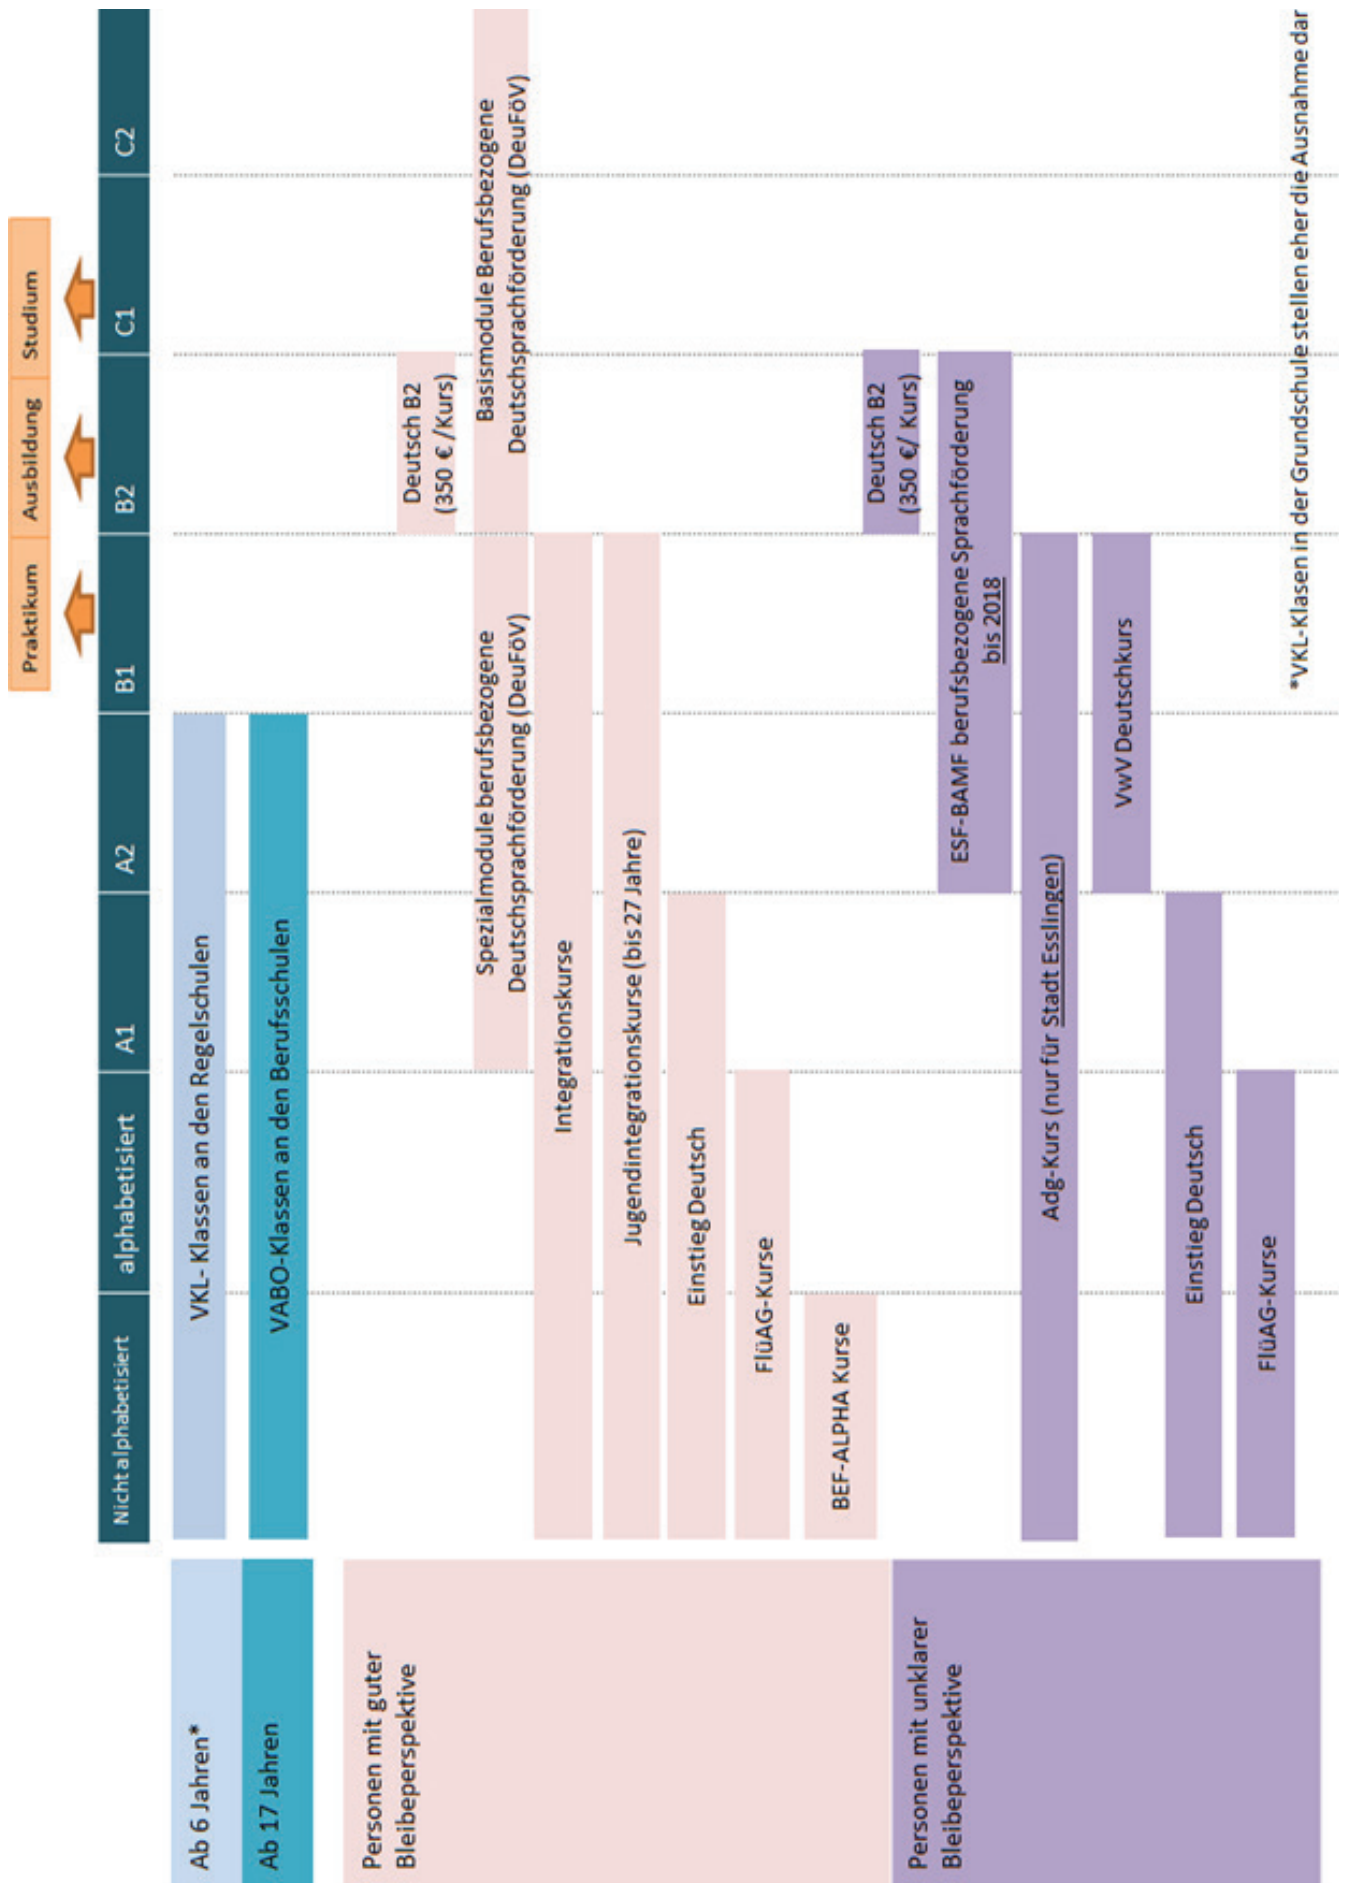 Praktikum
Ausbildung
Studium
Nicht alphabetisiert
alphabetisiert
A1
A2
B1
B2
C1
C2
Ab 6 Jahren*
VKL- Klassen an den Regelschulen
Ab 17 Jahren
VABO-Klassen an den Berufsschulen
Personen mit guter
Bleibeperspektive
Deutsch B2
(350 € /Kurs)
Spezialmodule berufsbezogene
Deutschsprachförderung (DeuFöV)
Basismodule Berufsbezogene
Deutschsprachförderung (DeuFöV)
Integrationskurse
Jugendintegrationskurse (bis 27 Jahre)
Einstieg Deutsch
FlüAG-Kurse
BEF-ALPHA Kurse
Personen mit unklarer
Bleibeperspektive
Deutsch B2
(350 €/ Kurs)
ESF-BAMF berufsbezogene Sprachförderung
bis 2018
Adg-Kurs (nur für Stadt Esslingen)
VwV Deutschkurs
Einstieg Deutsch
FlüAG-Kurse
*VKL-Klasen in der Grundschule stellen eher die Ausnahme dar